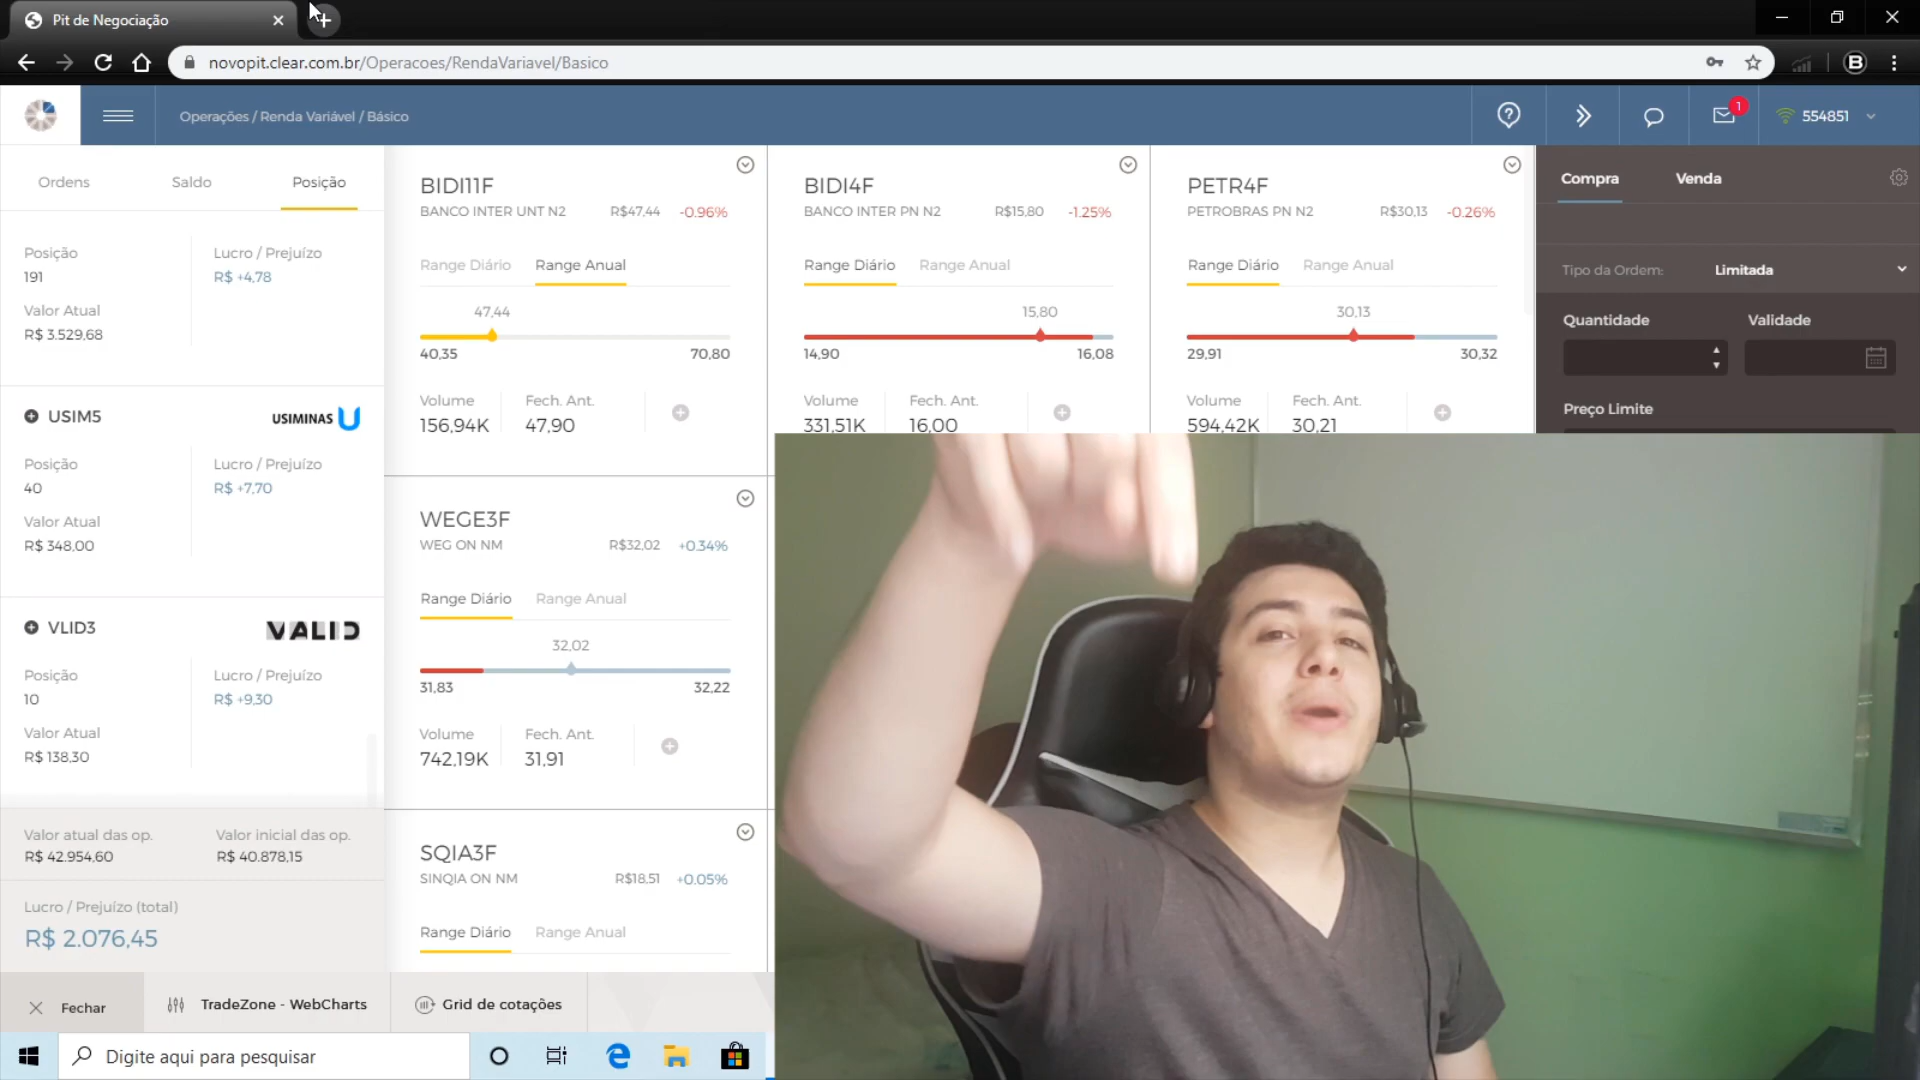 Pit de Negociação
novopit.clear.com.br/Operacoes/RendaVariavel/Basico
B
Operações / Renda Variável / Básico
1
554851
Ordens
Saldo
Posição
Posição
191
Lucro / Prejuízo
R$ +4,78
Valor Atual
R$ 3.529,68
USIM5
USIMINAS
Posição
40
Lucro / Prejuízo
R$ +7,70
Valor Atual
R$ 348,00
VLID3
VALID
Posição
10
Lucro / Prejuízo
R$ +9,30
Valor Atual
R$ 138,30
Valor atual das op.
R$ 42.954,60
Valor inicial das op.
R$ 40.878,15
Lucro / Prejuízo (total)
R$ 2.076,45
BIDI11F
BANCO INTER UNT N2 R$47,44 -0.96%
Range Diário Range Anual
47,44
40,35 70,80
Volume Fech. Ant.
156,94K 47,90
BIDI4F
BANCO INTER PN N2 R$15,80 -1.25%
Range Diário Range Anual
15,80
14,90 16,08
Volume Fech. Ant.
331,51K 16,00
PETR4F
PETROBRAS PN N2 R$30,13 -0.26%
Range Diário Range Anual
30,13
29,91 30,32
Volume Fech. Ant.
594,42K 30,21
WEGE3F
WEG ON NM R$32,02 +0.34%
Range Diário Range Anual
32,02
31,83 32,22
Volume Fech. Ant.
742,19K 31,91
SQIA3F
SINQIA ON NM R$18,51 +0.05%
Range Diário Range Anual
Compra
Venda
Tipo da Ordem: Limitada
Quantidade
Validade
Preço Limite
Fechar
TradeZone - WebCharts
Grid de cotações
Digite aqui para pesquisar